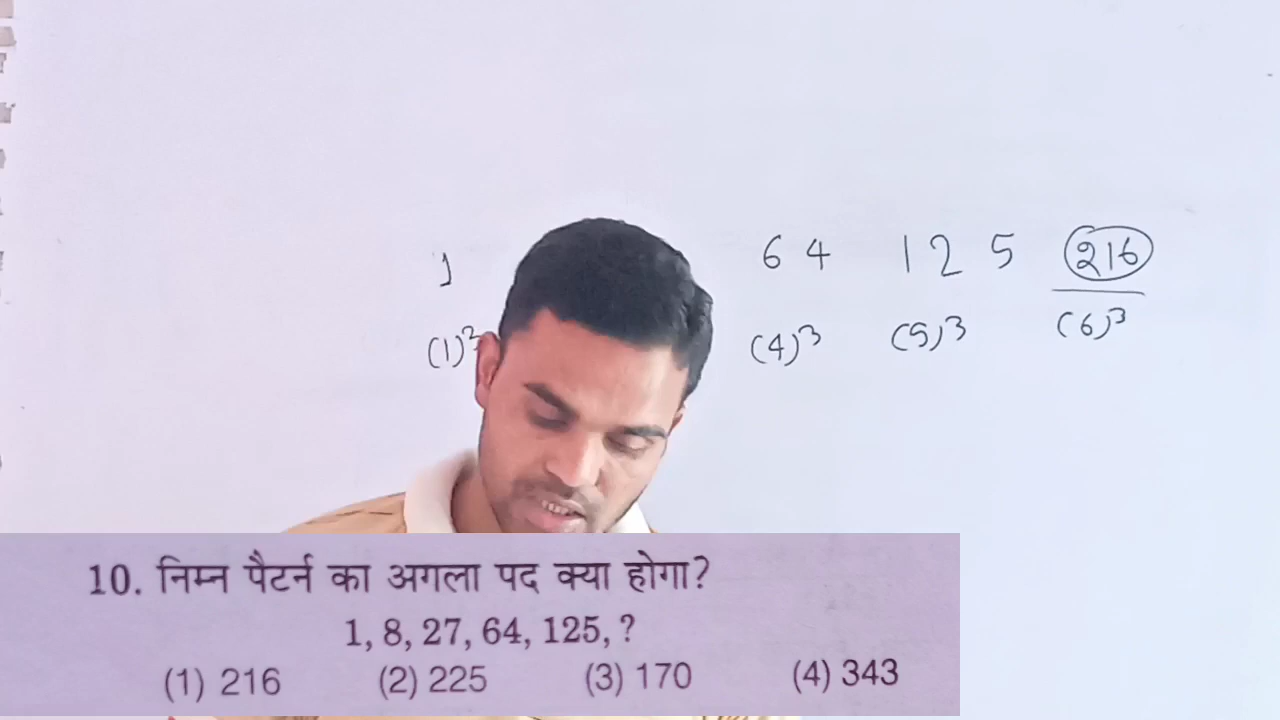 1 64 125 216
(1)³ (4)³ (5)³ (6)³
10. निम्न पैटर्न का अगला पद क्या होगा?
1, 8, 27, 64, 125, ?
(1) 216 (2) 225 (3) 170 (4) 343